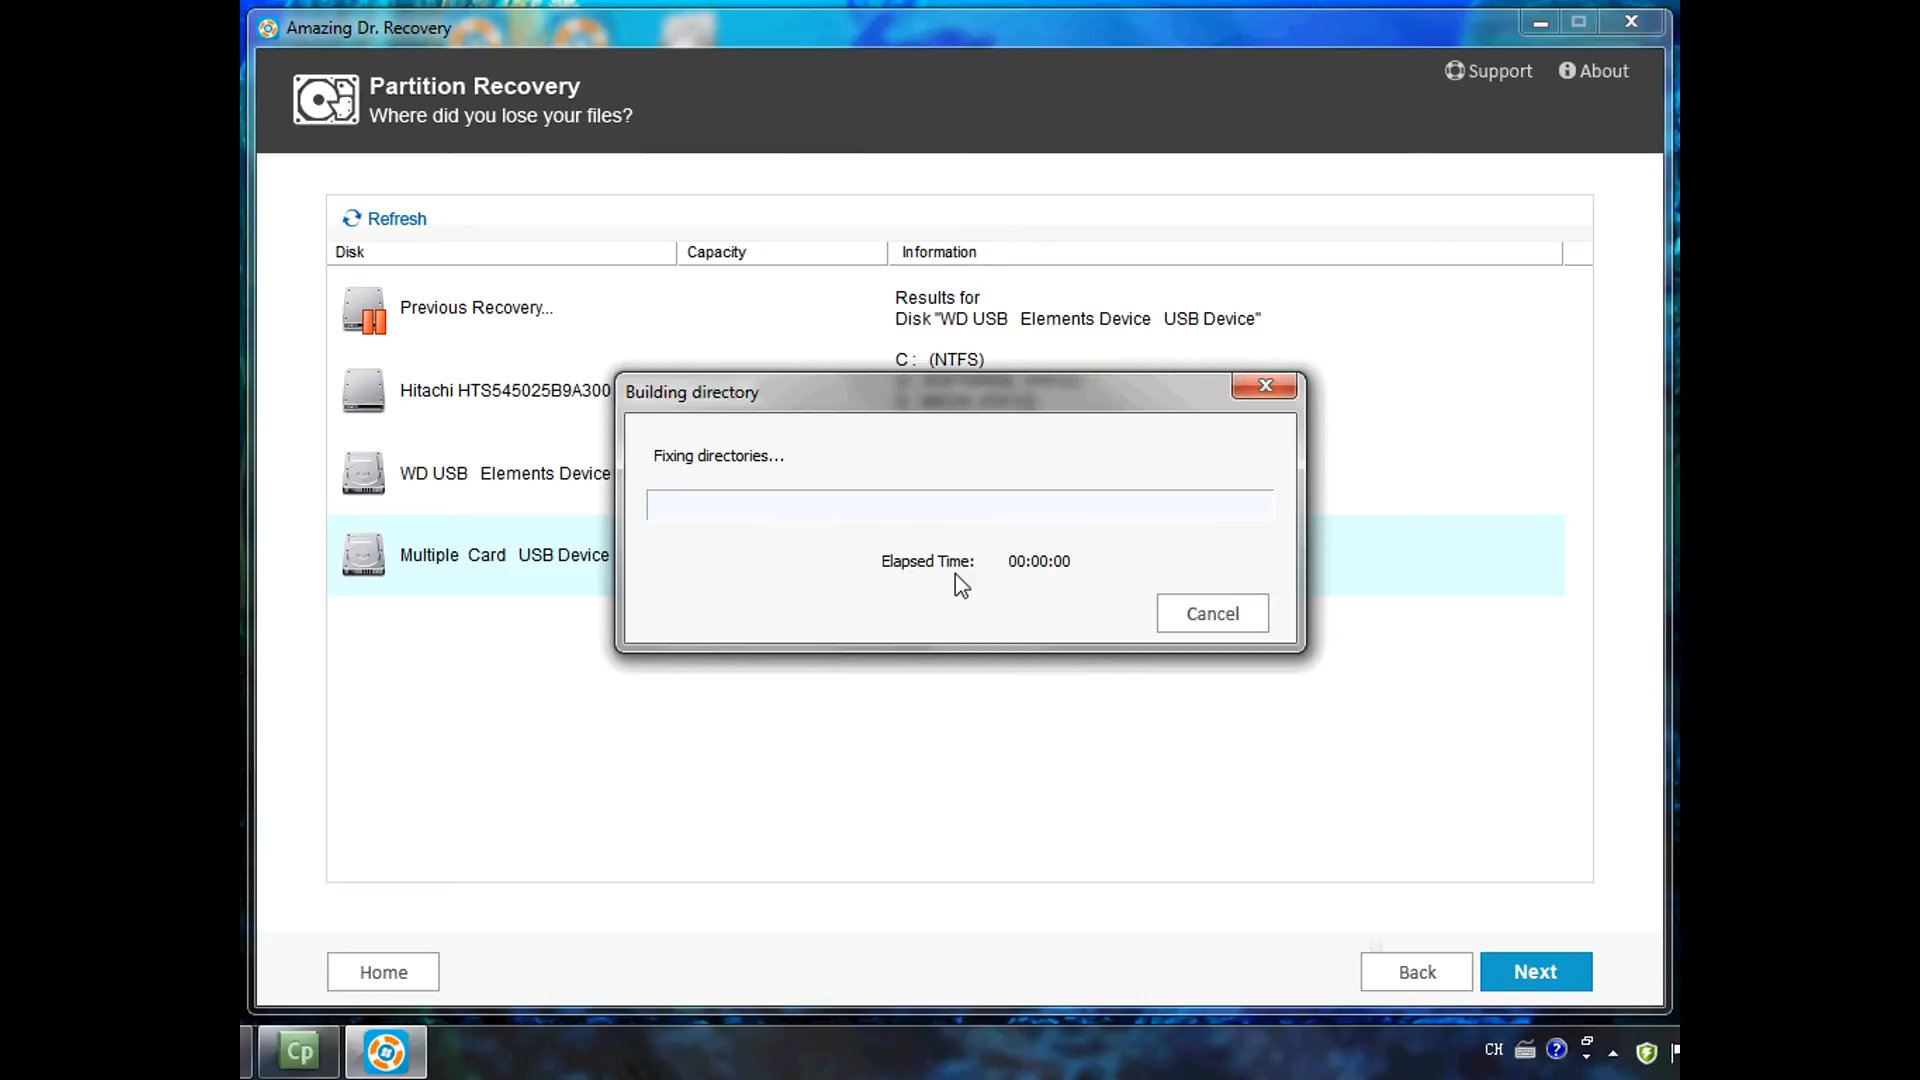 Amazing Dr. Recovery
Partition Recovery
Where did you lose your files?
Support
About
Refresh
Disk
Capacity
Information
Previous Recovery...
Results for
Disk "WD USB Elements Device USB Device"
C : (NTFS)
Hitachi HTS545025B9A300
WD USB Elements Device
Multiple Card USB Device
Building directory
Fixing directories...
Elapsed Time: 00:00:00
Cancel
Home
Back
Next
Cp
CH